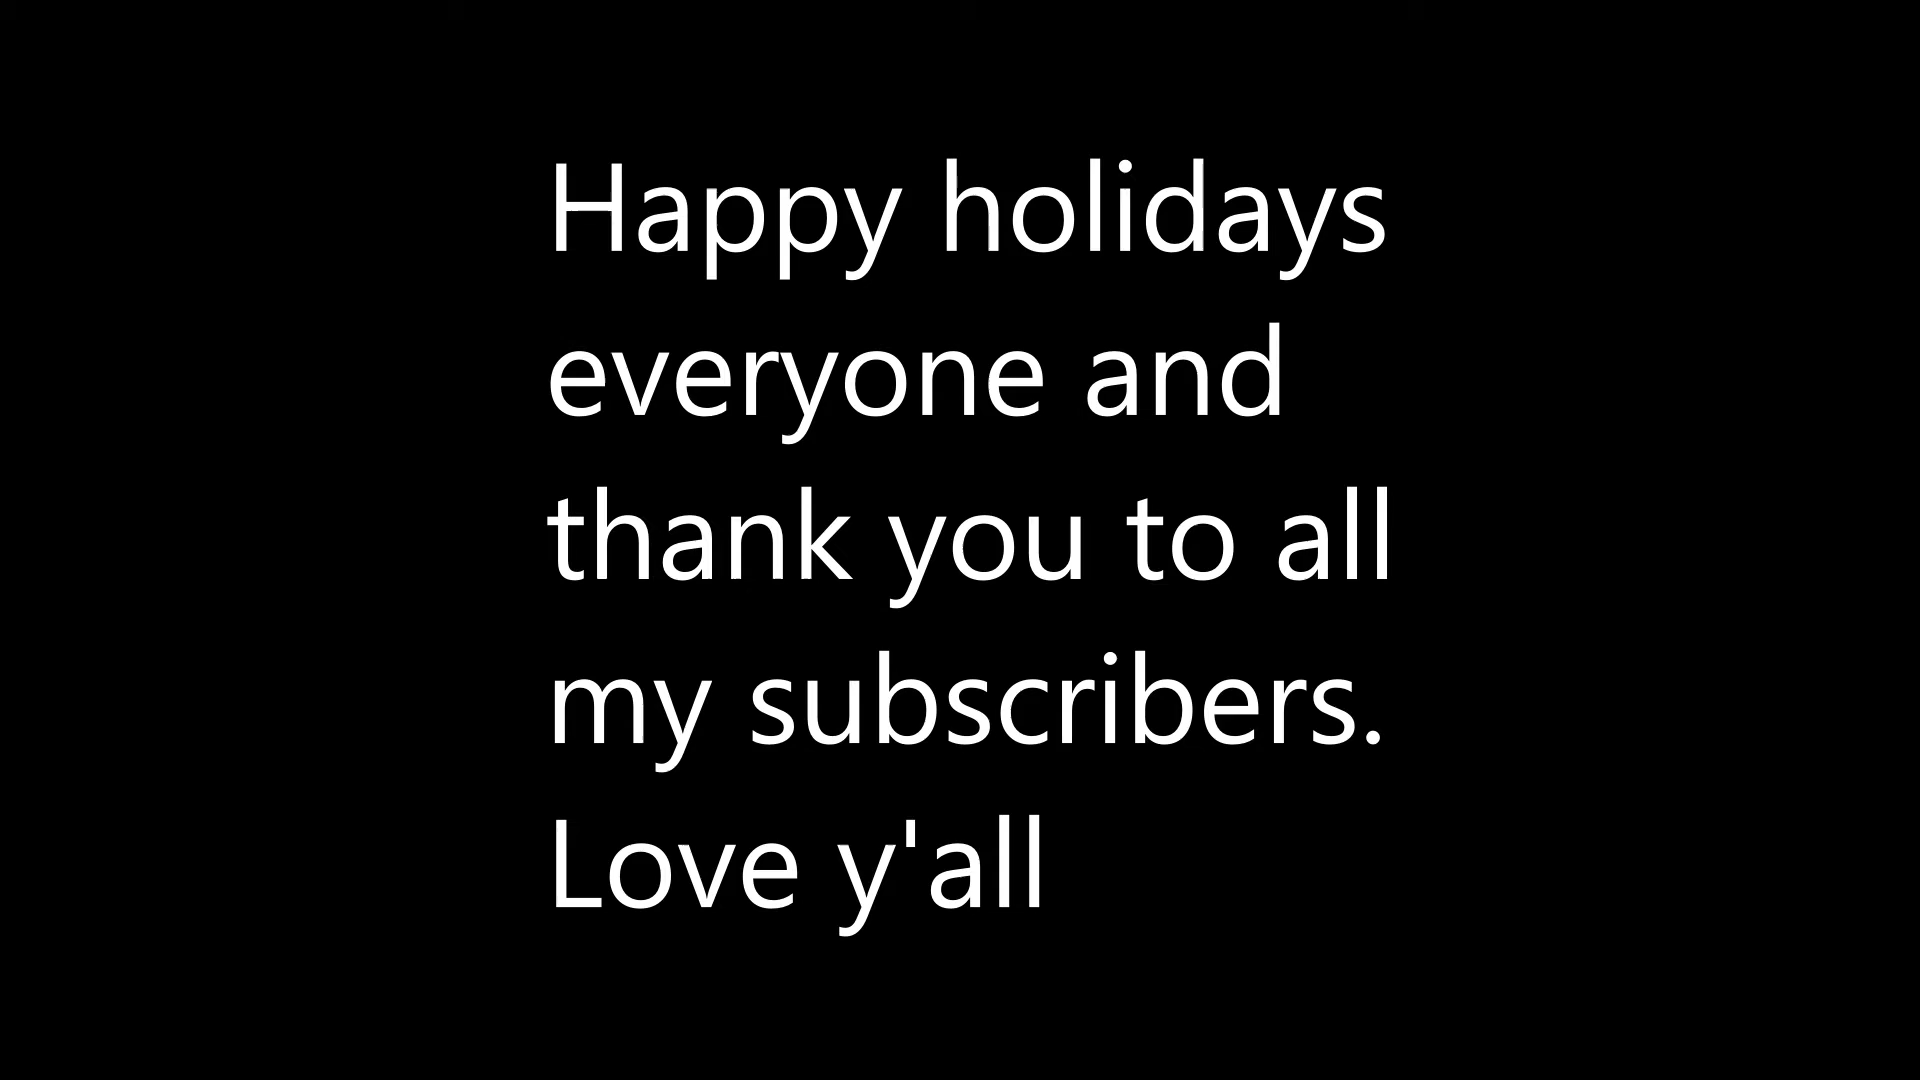 Happy holidays
everyone and
thank you to all
my subscribers.
Love y'all